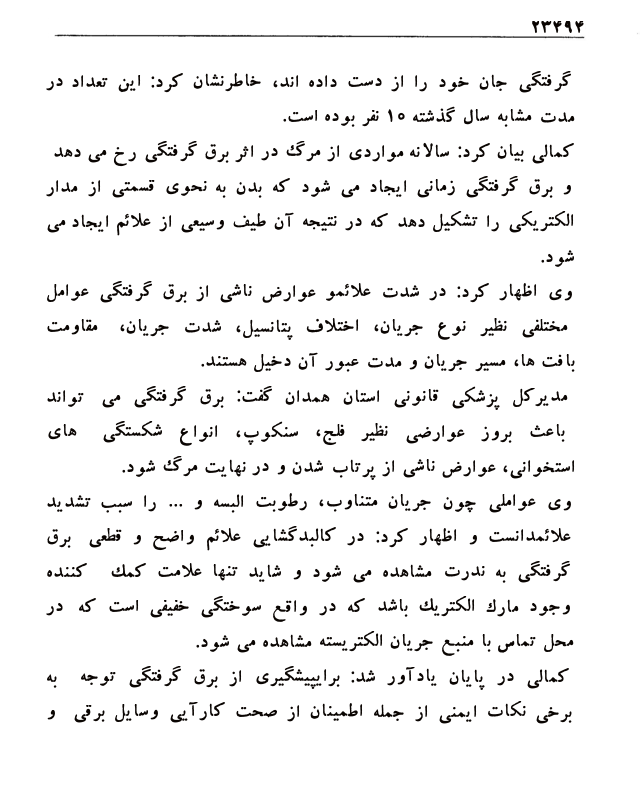 ۲۳۴۹۴
گرفتگی جان خود را از دست داده اند، خاطرنشان کرد: این تعداد در
مدت مشابه سال گذشته ۱۵ نفر بوده است.
کمالی بیان کرد: سالانه مواردی از مرگ در اثر برق گرفتگی رخ می دهد
و برق گرفتگی زمانی ایجاد می شود که بدن به نحوی قسمتی از مدار
الکتریکی را تشکیل دهد که در نتیجه آن طیف وسیعی از علائم ایجاد می
شود.
وی اظهار کرد: در شدت علائمو عوارض ناشی از برق گرفتگی عوامل
مختلفی نظیر نوع جریان، اختلاف پتانسیل، شدت جریان، مقاومت
بافت ها، مسیر جریان و مدت عبور آن دخیل هستند.
مدیرکل پزشکی قانونی استان همدان گفت: برق گرفتگی می تواند
باعث بروز عوارضی نظیر فلج، سنکوپ، انواع شکستگی های
استخوانی، عوارض ناشی از پرتاب شدن و در نهایت مرگ شود.
وی عواملی چون جریان متناوب، رطوبت البسه و ... را سبب تشدید
علائمدانست و اظهار کرد: در کالبدگشایی علائم واضح و قطعی برق
گرفتگی به ندرت مشاهده می شود و شاید تنها علامت کمک کننده
وجود مارک الکتریک باشد که در واقع سوختگی خفیفی است که در
محل تماس با منبع جریان الکتریسته مشاهده می شود.
کمالی در پایان یادآور شد: برایپیشگیری از برق گرفتگی توجه به
برخی نکات ایمنی از جمله اطمینان از صحت کارآیی وسایل برقی و